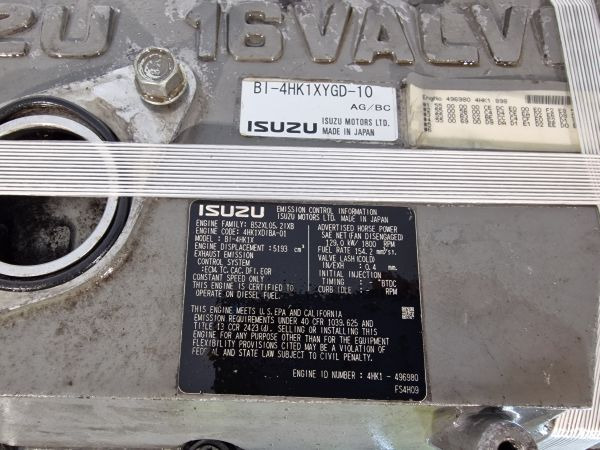 ZU 16VALV
BI-4HK1XYGD-10
AG/BC
ISUZU ISUZU MOTORS LTD.
MADE IN JAPAN
EngNo 496980 4HK1 898
ISUZU EMISSION CONTROL INFORMATION
ISUZU MOTORS LTD. MADE IN JAPAN
ENGINE FAMILY: BSZXL05.2IXB
ENGINE CODE: 4HK1XDIBA-01
MODEL: BI-4HK1X
ENGINE DISPLACEMENT: 5193 cm³
EXHAUST EMISSION
CONTROL SYSTEM
:ECM, TC, CAC, DFI, EGR
CONSTANT SPEED ONLY
THIS ENGINE IS CERTIFIED TO
OPERATE ON DIESEL FUEL.
ADVERTISED HORSE POWER
SAE NET(FAN DISENGAGED)
129.0 kW/ 1800 RPM
FUEL RATE 154.2 mm³/st
VALVE LASH(COLD)
IN/EXH : 0.4 mm
INITIAL INJECTION
TIMING : °BTDC
CURB IDLE : RPM
THIS ENGINE MEETS U.S.EPA AND CALIFORNIA
EMISSION REQUIREMENTS UNDER 40 CFR 1039.625 AND
TITLE 13 CCR 2423 (d). SELLING OR INSTALLING THIS
ENGINE FOR ANY PURPOSE OTHER THAN FOR THE EQUIPMENT
FLEXIBILITY PROVISIONS CITED MAY BE A VIOLATION OF
FEDERAL AND STATE LAW SUBJECT TO CIVIL PENALTY.
ENGINE ID NUMBER : 4HK1 - 496980
FS4H09